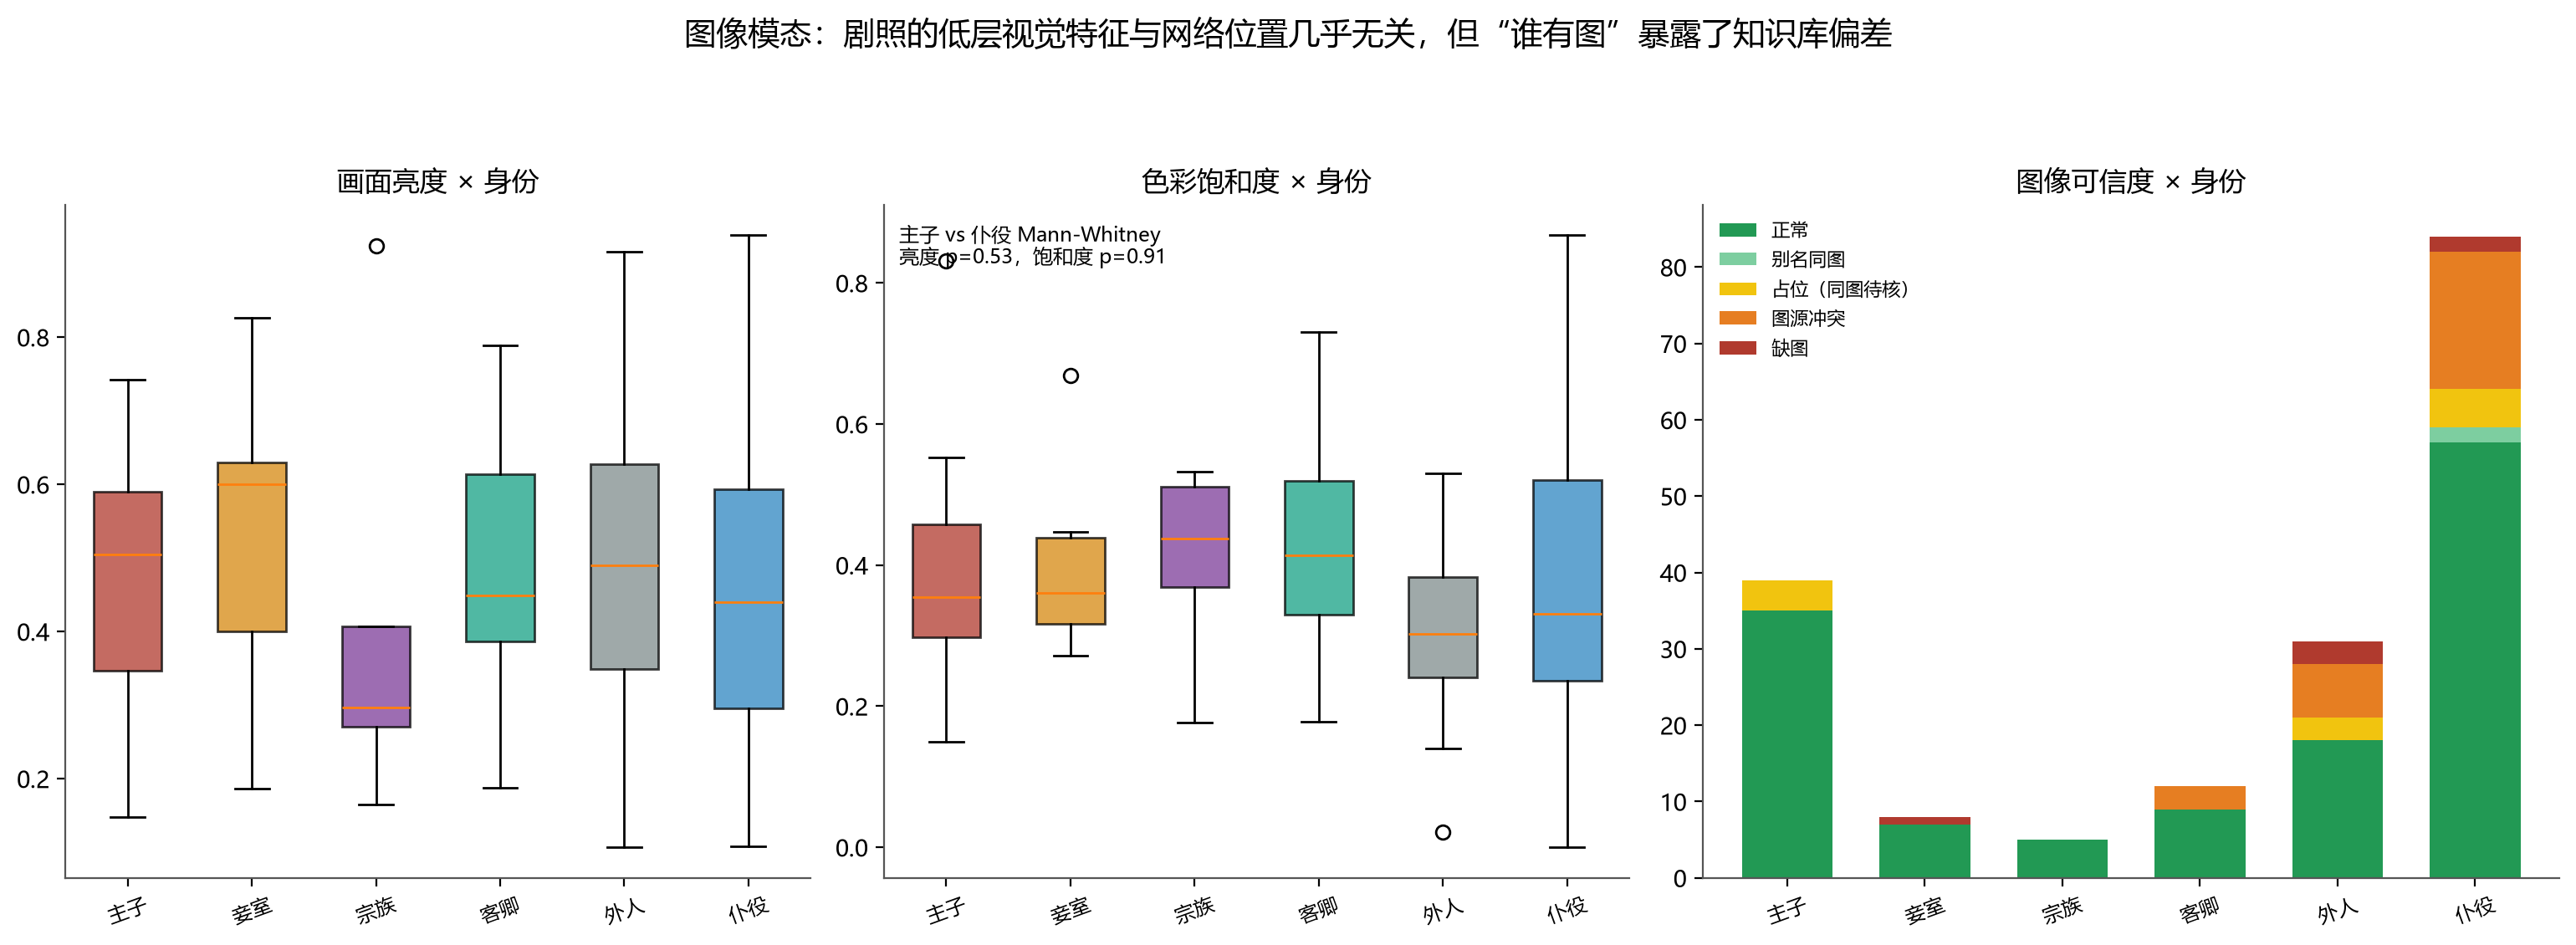 图像模态：剧照的低层视觉特征与网络位置几乎无关，但“谁有图”暴露了知识库偏差
画面亮度 × 身份
0.8
0.6
0.4
0.2
主子
妾室
宗族
客卿
外人
仆役
色彩饱和度 × 身份
主子 vs 仆役 Mann-Whitney
亮度 p=0.53，饱和度 p=0.91
0.8
0.6
0.4
0.2
0.0
主子
妾室
宗族
客卿
外人
仆役
图像可信度 × 身份
正常
别名同图
占位（同图待核）
图源冲突
缺图
80
70
60
50
40
30
20
10
0
主子
妾室
宗族
客卿
外人
仆役